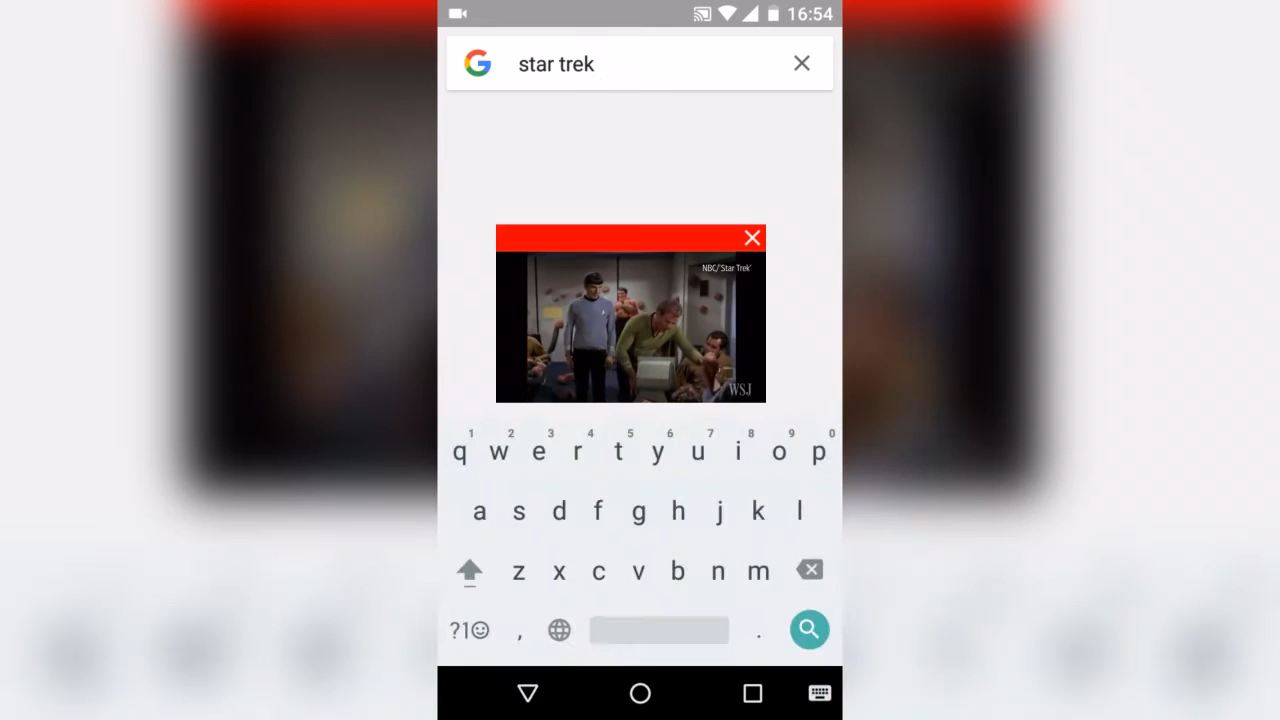 16:54
star trek
NBC/'Star Trek'
WSJ
1 2 3 4 5 6 7 8 9 0
q w e r t y u i o p
a s d f g h j k l
z x c v b n m
?1☺ , .